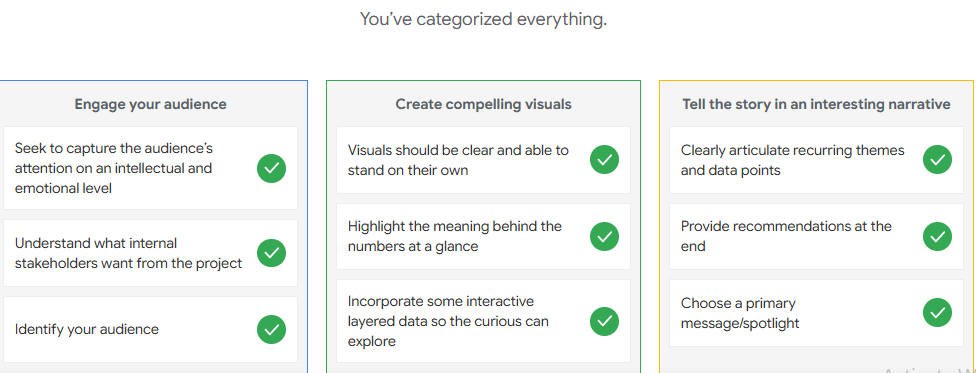 You've categorized everything.
Engage your audience
Seek to capture the audience's
attention on an intellectual and
emotional level
Understand what internal
stakeholders want from the project
Identify your audience
Create compelling visuals
Visuals should be clear and able to
stand on their own
Highlight the meaning behind the
numbers at a glance
Incorporate some interactive
layered data so the curious can
explore
Tell the story in an interesting narrative
Clearly articulate recurring themes
and data points
Provide recommendations at the
end
Choose a primary
message/spotlight